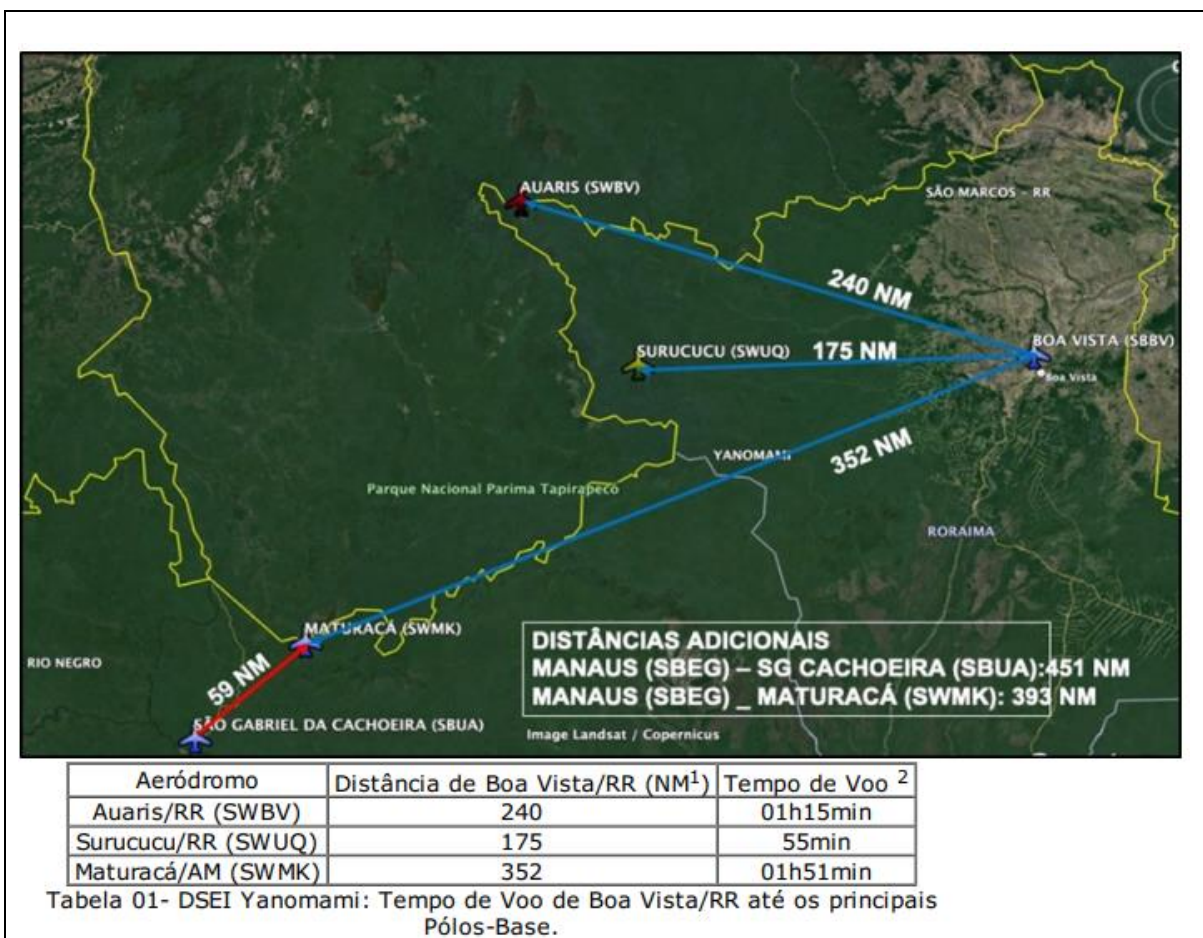 AUARIS (SWBV)
SÃO MARCOS - RR
240 NM
BOA VISTA (SBBV)
SURUCUCU (SWUQ)
175 NM
Boa Vista
352 NM
YANOMAMI
Parque Nacional Parima Tapirapeco
RORAIMA
MATURACÁ (SWMK)
DISTÂNCIAS ADICIONAIS
MANAUS (SBEG) – SG CACHOEIRA (SBUA):451 NM
MANAUS (SBEG) _ MATURACÁ (SWMK): 393 NM
RIO NEGRO
59 NM
SÃO GABRIEL DA CACHOEIRA (SBUA)
Image Landsat / Copernicus
Aeródromo Distância de Boa Vista/RR (NM¹) Tempo de Voo ²
Auaris/RR (SWBV) 240 01h15min
Surucucu/RR (SWUQ) 175 55min
Maturacá/AM (SWMK) 352 01h51min
Tabela 01- DSEI Yanomami: Tempo de Voo de Boa Vista/RR até os principais
Pólos-Base.